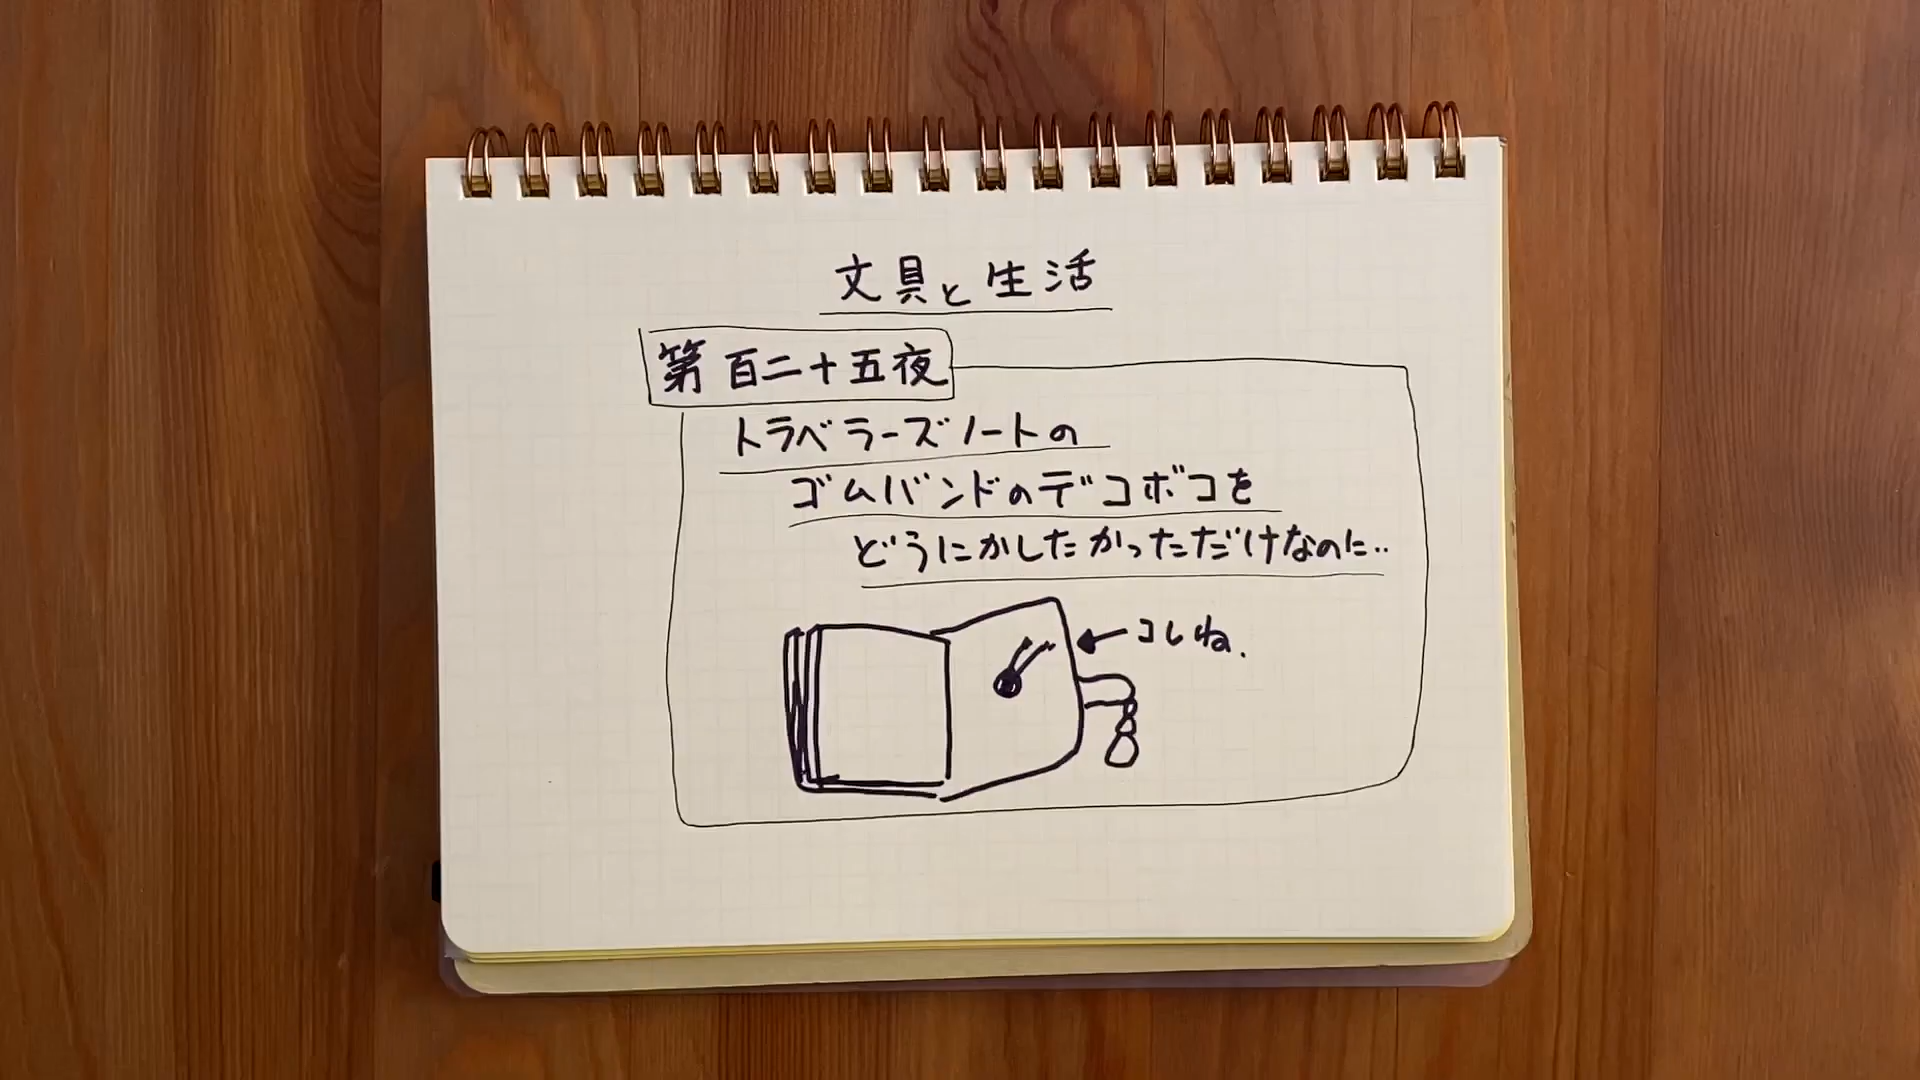 文具と生活
第百二十五夜
トラベラーズノートの
ゴムバンドのデコボコを
どうにかしたかっただけなのに‥
コレね.